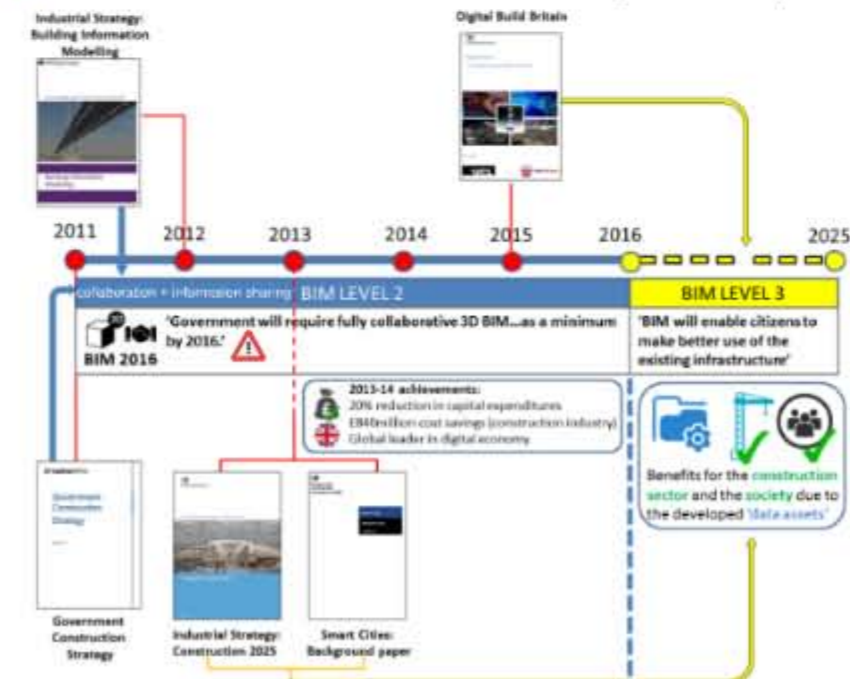 Industrial Strategy:
Building Information
Modelling
Digital Build Britain
2011
2012
2013
2014
2015
2016
2025
collaboration + information sharing
BIM LEVEL 2
BIM LEVEL 3
3D
BIM 2016
'Government will require fully collaborative 3D BIM...as a minimum
by 2016.'
'BIM will enable citizens to
make better use of the
existing infrastructure'
2013-14 achievements:
20% reduction in capital expenditures
£840million cost savings (construction industry)
Global leader in digital economy
Benefits for the construction
sector and the society due to
the developed 'data assets'
Government
Construction
Strategy
Government
Construction
Strategy
Industrial Strategy:
Construction 2025
Smart Cities:
Background paper